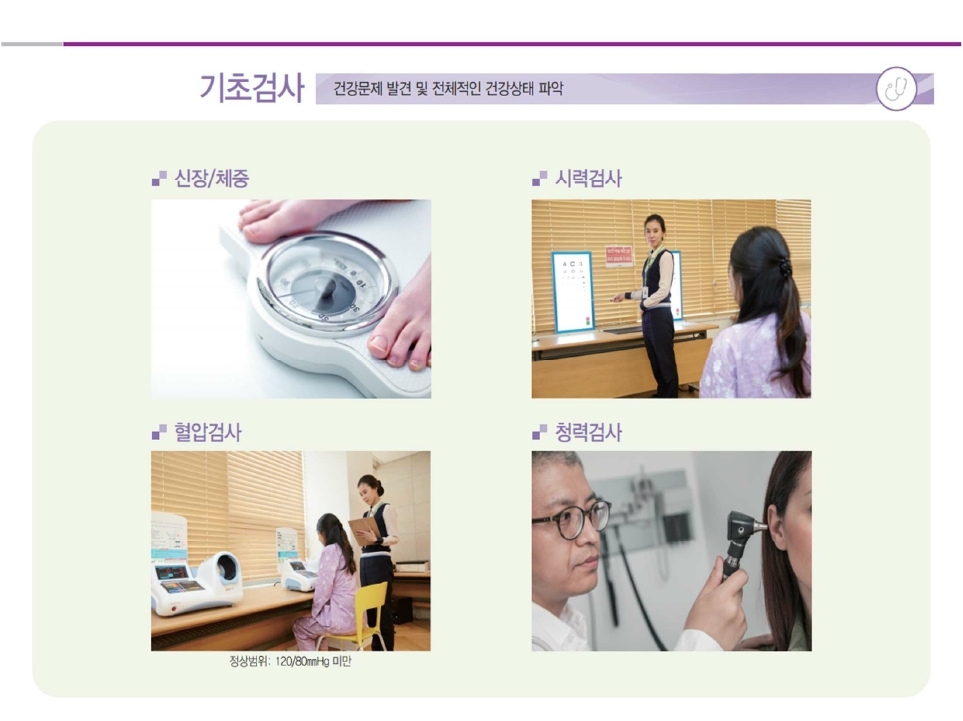 기초검사
건강문제 발견 및 전체적인 건강상태 파악
신장/체중
시력검사
혈압검사
청력검사
정상범위: 120/80mmHg 미만